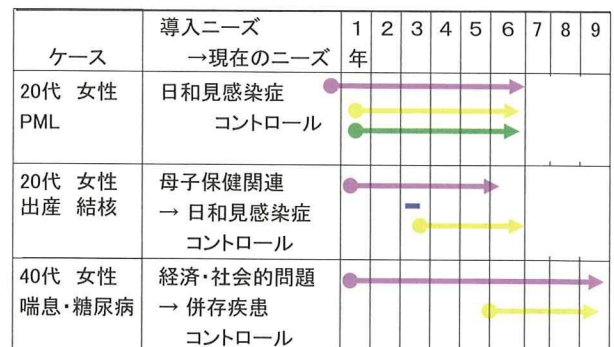 ケース
導入ニーズ
→現在のニーズ
1年 2 3 4 5 6 7 8 9
20代 女性
PML
日和見感染症
コントロール
20代 女性
出産 結核
母子保健関連
→ 日和見感染症
コントロール
40代 女性
喘息・糖尿病
経済・社会的問題
→ 併存疾患
コントロール